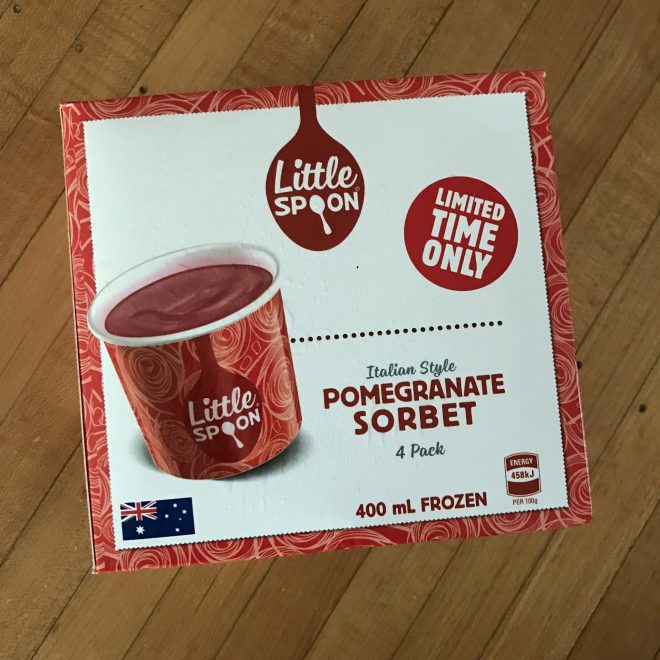 Little
SPOON
LIMITED
TIME
ONLY
Little
SPOON
Italian Style
POMEGRANATE
SORBET
4 Pack
400 mL FROZEN
ENERGY
458kJ
PER 100g